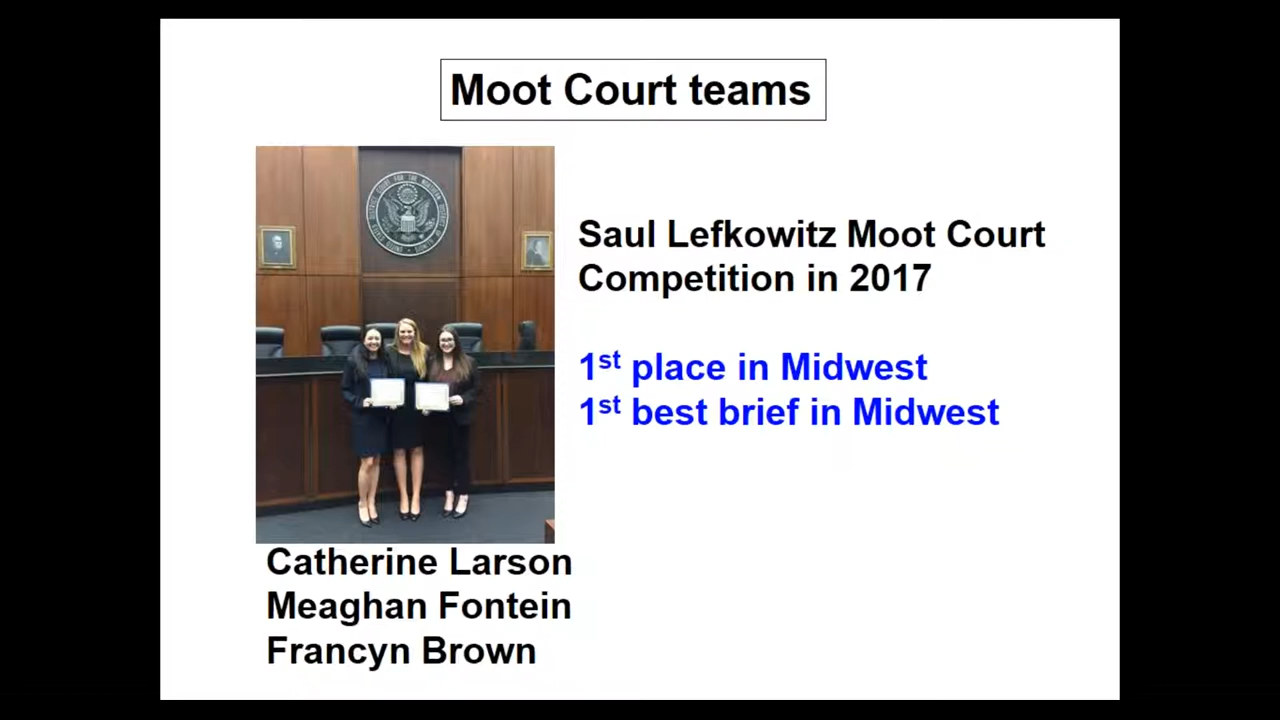 Moot Court teams
Saul Lefkowitz Moot Court
Competition in 2017
1st place in Midwest
1st best brief in Midwest
Catherine Larson
Meaghan Fontein
Francyn Brown